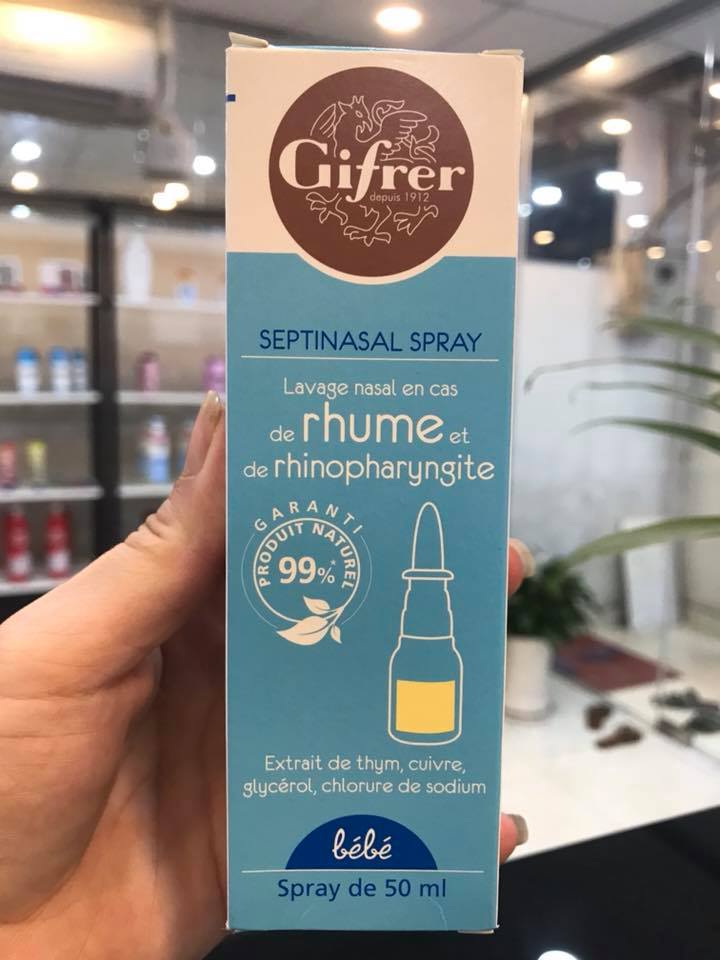 Gifrer
depuis 1912
SEPTINASAL SPRAY
Lavage nasal en cas
de rhume et
de rhinopharyngite
GARANTI
PRODUIT NATUREL
99%*
Extrait de thym, cuivre,
glycérol, chlorure de sodium
bébé
Spray de 50 ml